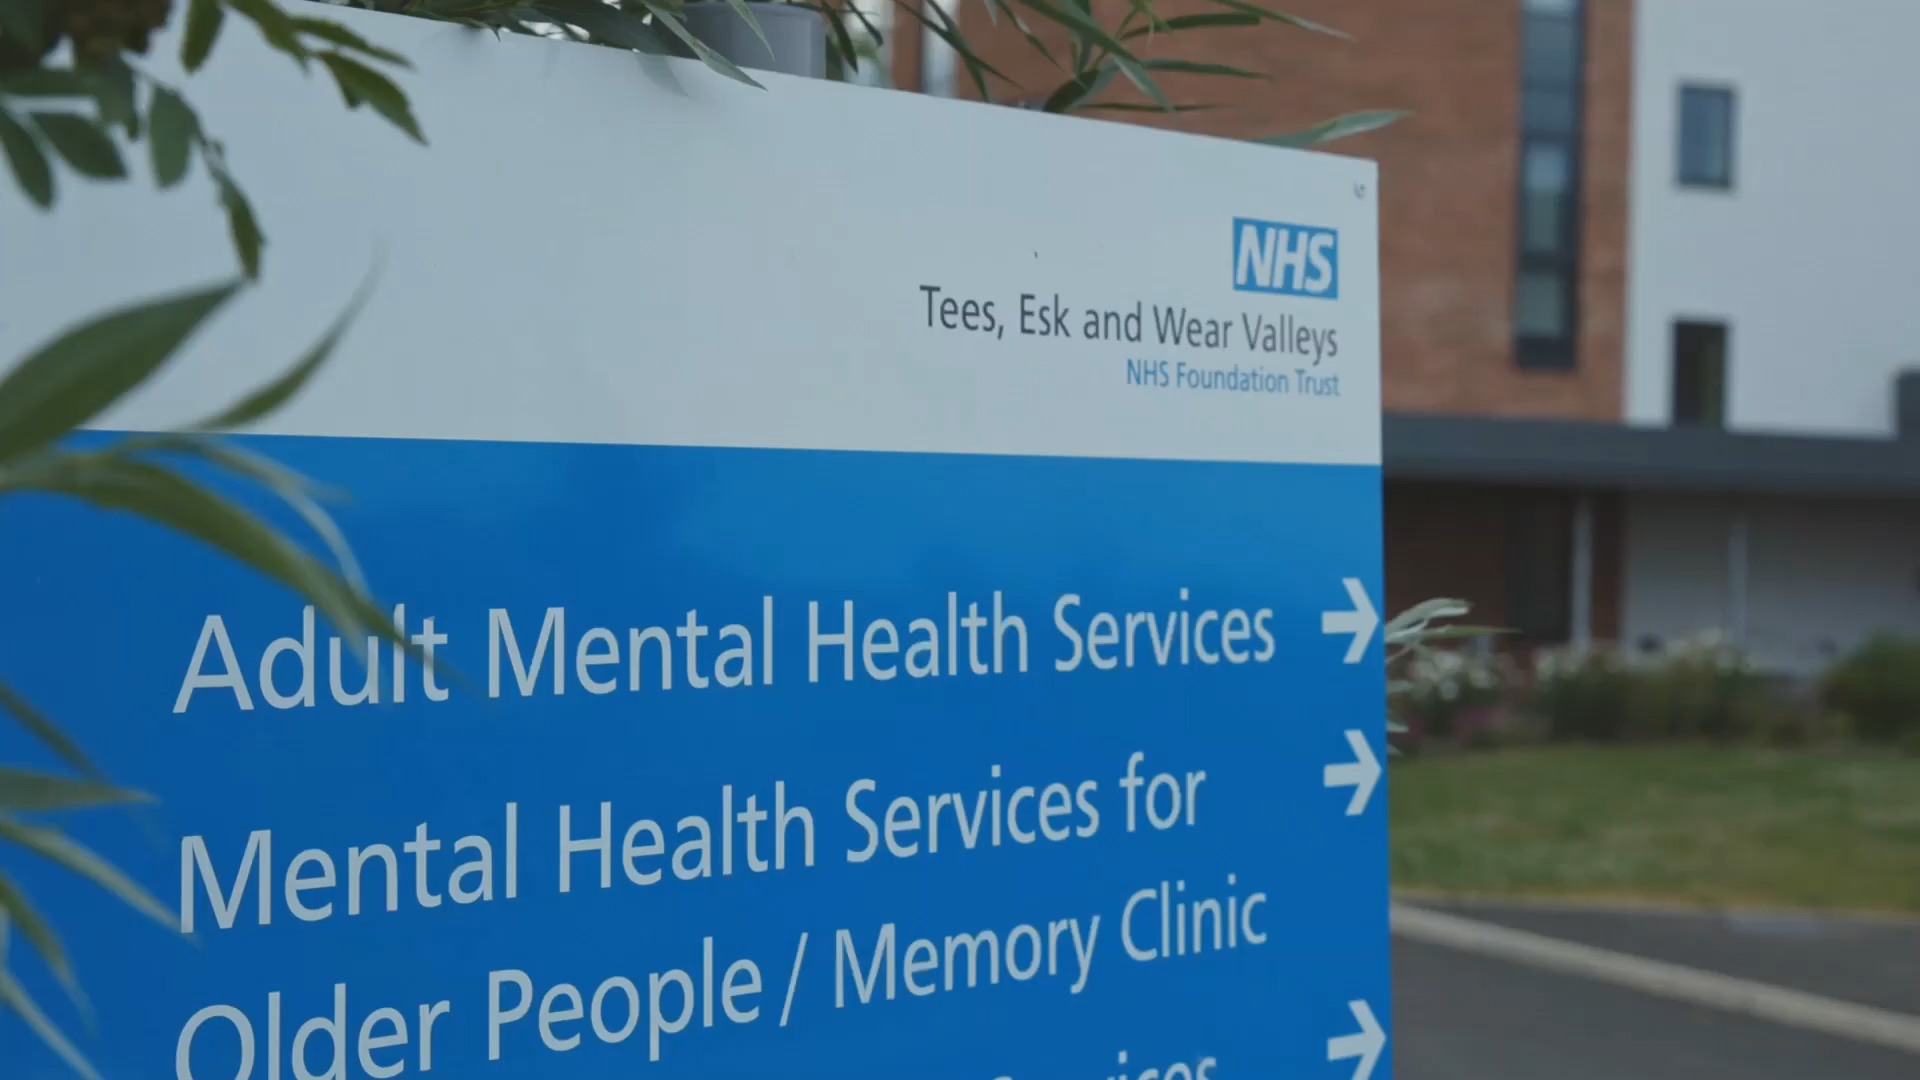 NHS
Tees, Esk and Wear Valleys
NHS Foundation Trust
Adult Mental Health Services
Mental Health Services for
Older People / Memory Clinic